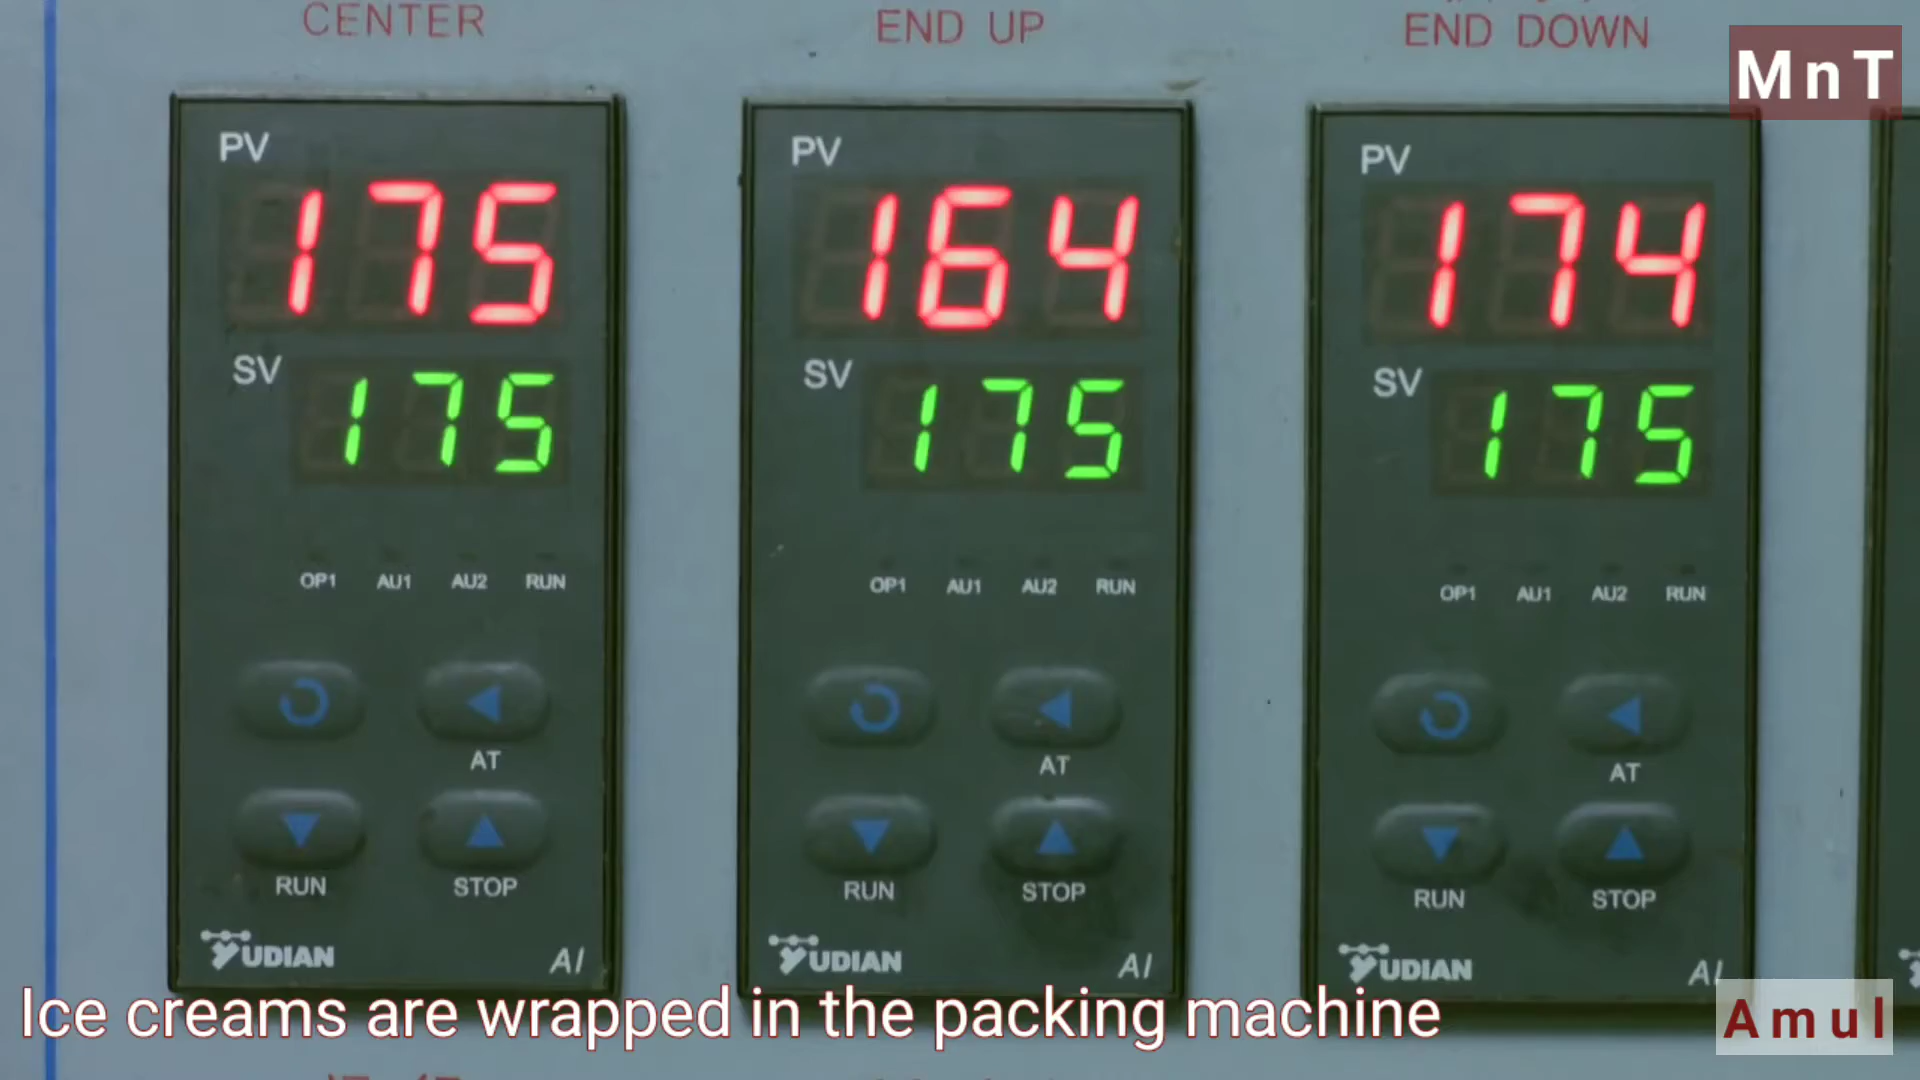 CENTER
END UP
END DOWN
MnT
PV
175
SV
175
OP1 AU1 AU2 RUN
AT
RUN STOP
YUDIAN AI
PV
164
SV
175
OP1 AU1 AU2 RUN
AT
RUN STOP
YUDIAN AI
PV
174
SV
175
OP1 AU1 AU2 RUN
AT
RUN STOP
YUDIAN AI
Ice creams are wrapped in the packing machine
Amul